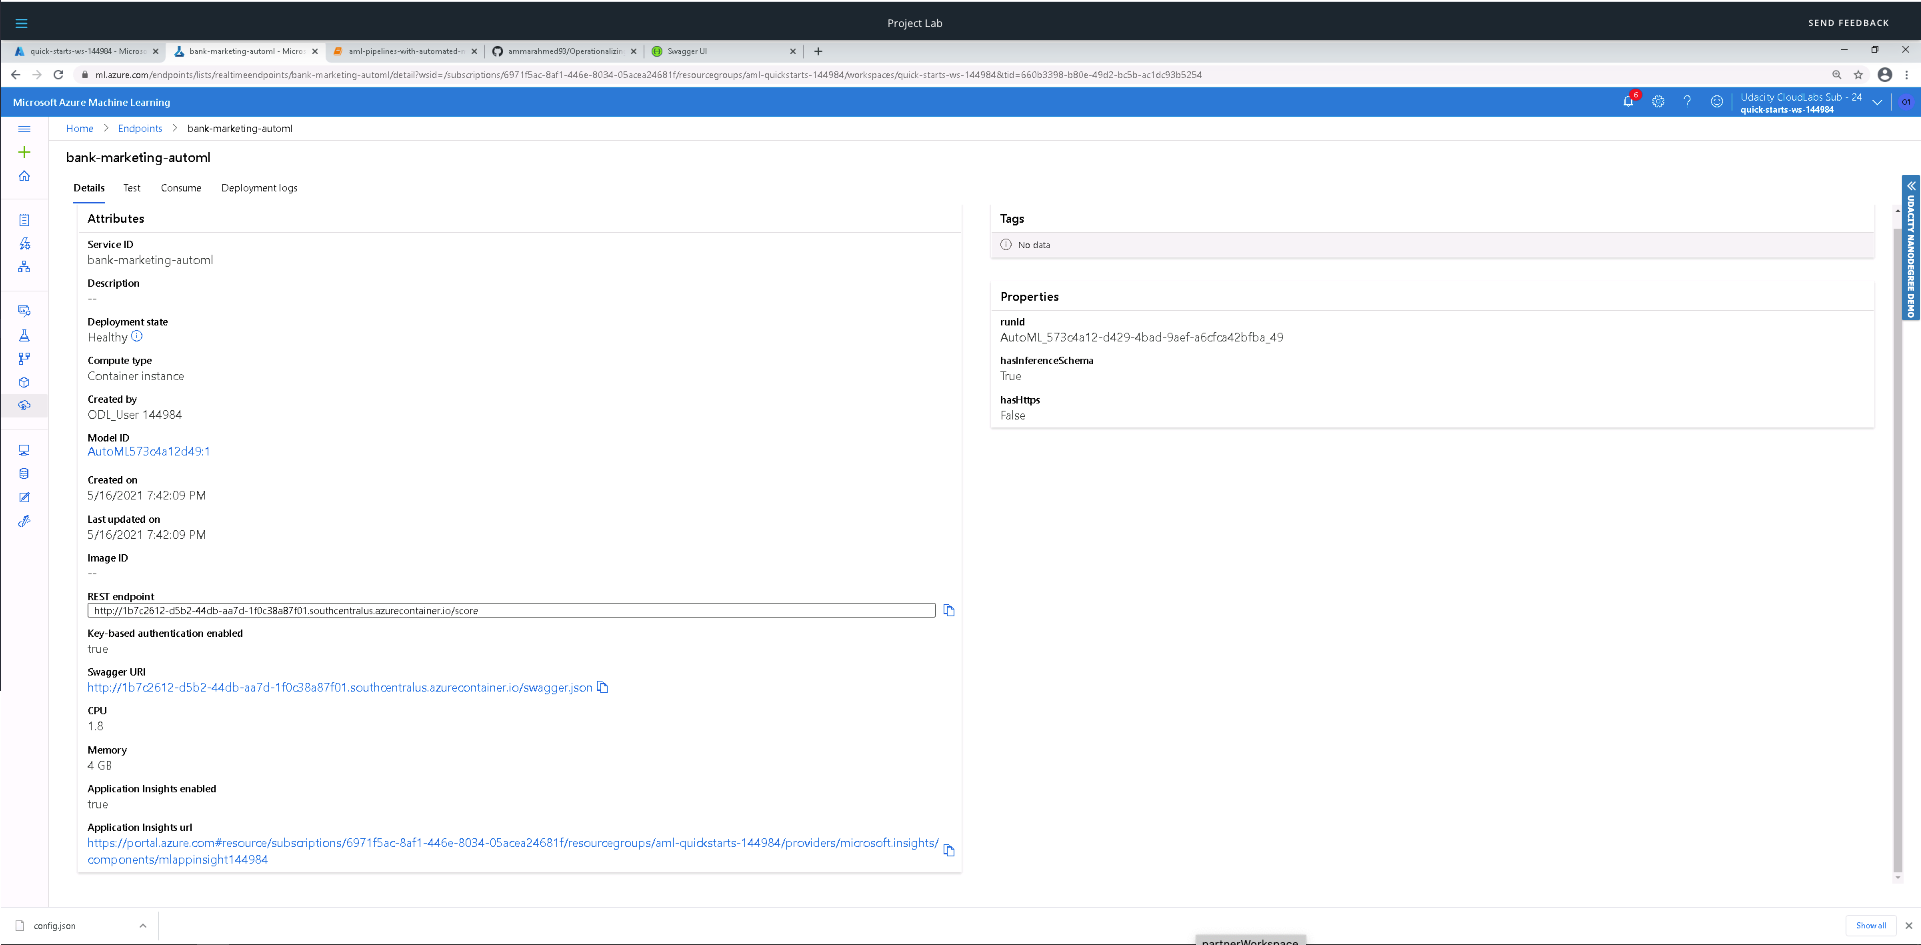 Project Lab
SEND FEEDBACK
quick-starts-ws-144984 - Micros
bank-marketing-automl - Micros
aml-pipelines-with-automated-m
ammarahmed93/Operationalizing
Swagger UI
ml.azure.com/endpoints/lists/realtimeendpoints/bank-marketing-automl/detail?wsid=/subscriptions/6971f5ac-8af1-446e-8034-05acea24681f/resourcegroups/aml-quickstarts-144984/workspaces/quick-starts-ws-144984&tid=660b3398-b80e-49d2-bc5b-ac1dc93b5254
Microsoft Azure Machine Learning
6
Udacity CloudLabs Sub - 24
quick-starts-ws-144984
Home
Endpoints
bank-marketing-automl
bank-marketing-automl
Details
Test
Consume
Deployment logs
UDACITY NANODEGREE DEMO
Attributes
Service ID
bank-marketing-automl
Description
--
Deployment state
Healthy
Compute type
Container instance
Created by
ODL_User 144984
Model ID
AutoML573c4a12d49:1
Created on
5/16/2021 7:42:09 PM
Last updated on
5/16/2021 7:42:09 PM
Image ID
--
REST endpoint
http://1b7c2612-d5b2-44db-aa7d-1f0c38a87f01.southcentralus.azurecontainer.io/score
Key-based authentication enabled
true
Swagger URI
http://1b7c2612-d5b2-44db-aa7d-1f0c38a87f01.southcentralus.azurecontainer.io/swagger.json
CPU
1.8
Memory
4 GB
Application Insights enabled
true
Application Insights url
https://portal.azure.com#resource/subscriptions/6971f5ac-8af1-446e-8034-05acea24681f/resourcegroups/aml-quickstarts-144984/providers/microsoft.insights/
components/mlappinsight144984
Tags
No data
Properties
runId
AutoML_573c4a12-d429-4bad-9aef-a6cfca42bfba_49
hasInferenceSchema
True
hasHttps
False
config.json
Show all
partnerWorkspace